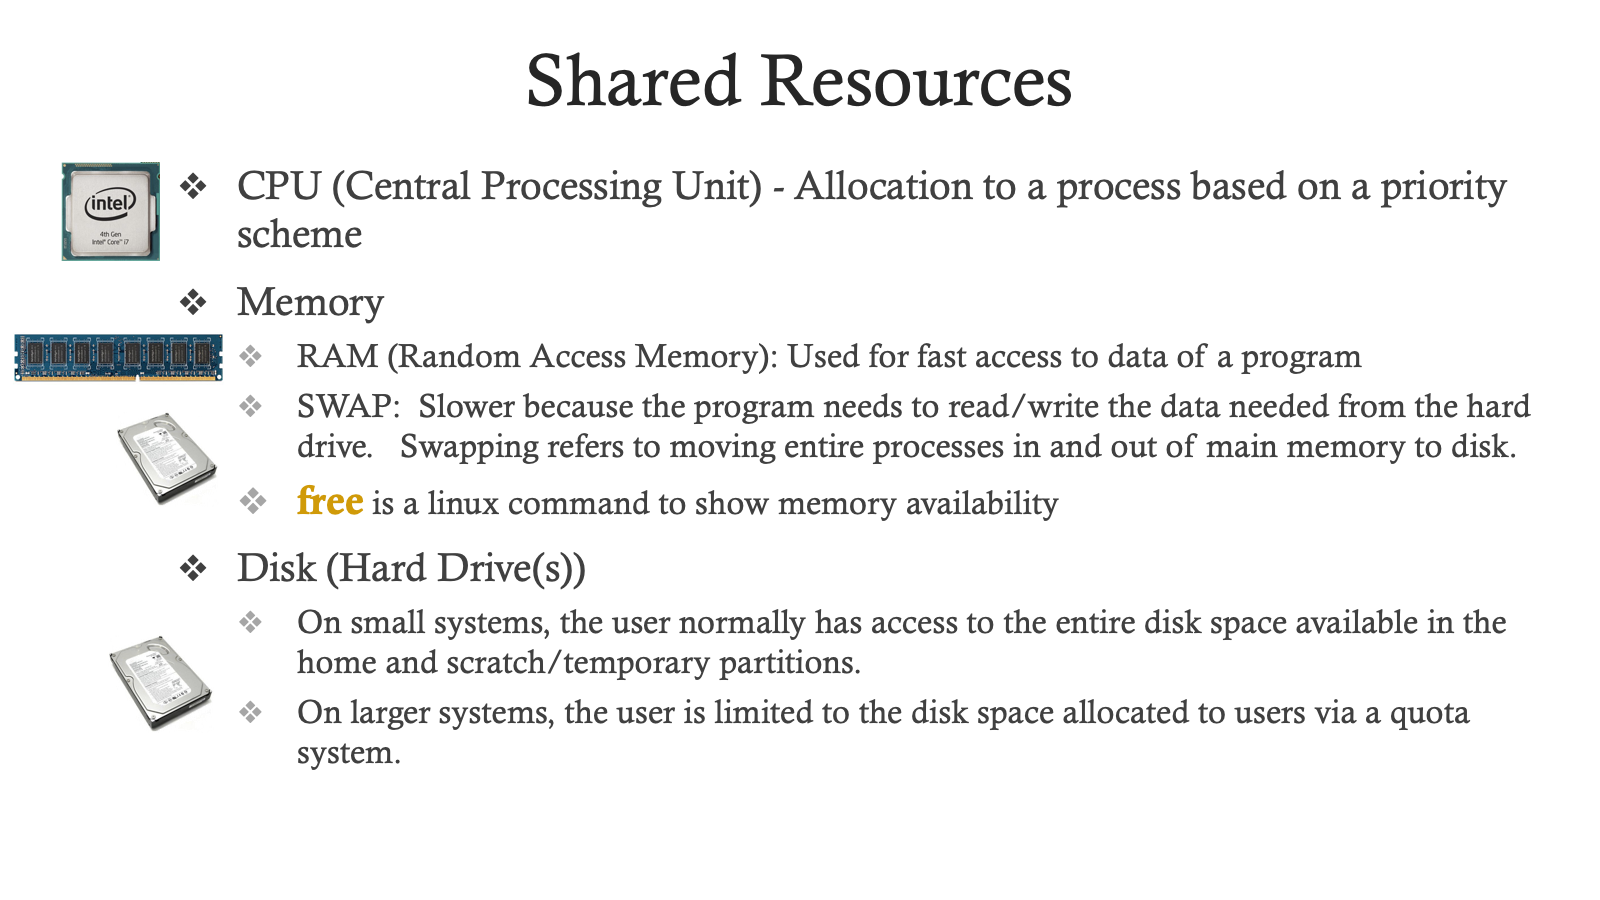 Shared Resources
❖ CPU (Central Processing Unit) - Allocation to a process based on a priority
scheme
intel
4th Gen
Intel® Core™ i7
❖ Memory
❖ RAM (Random Access Memory): Used for fast access to data of a program
❖ SWAP:  Slower because the program needs to read/write the data needed from the hard
drive.   Swapping refers to moving entire processes in and out of main memory to disk.
❖ free is a linux command to show memory availability
❖ Disk (Hard Drive(s))
❖ On small systems, the user normally has access to the entire disk space available in the
home and scratch/temporary partitions.
❖ On larger systems, the user is limited to the disk space allocated to users via a quota
system.